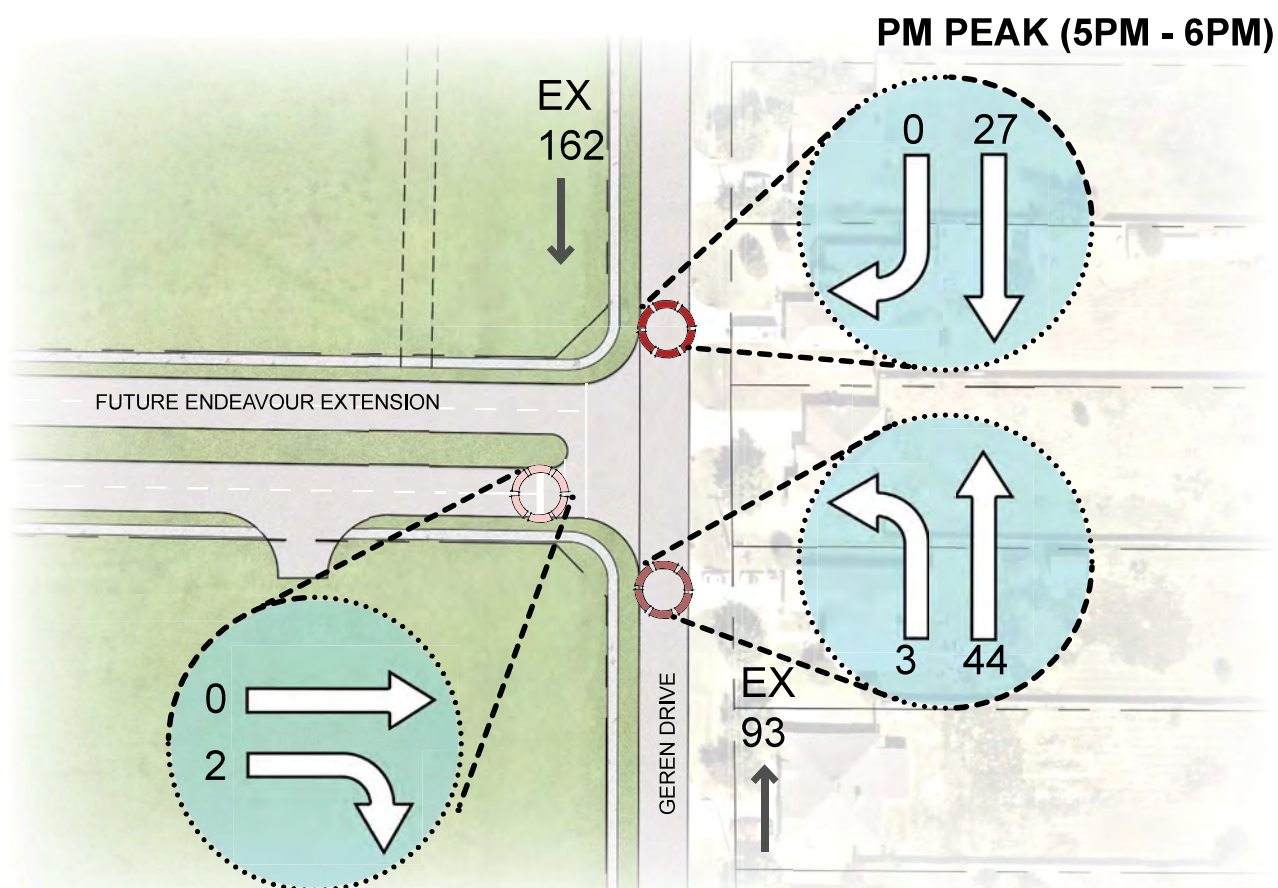 PM PEAK (5PM - 6PM)
EX
162
0 27
FUTURE ENDEAVOUR EXTENSION
3 44
0
2
GEREN DRIVE
EX
93